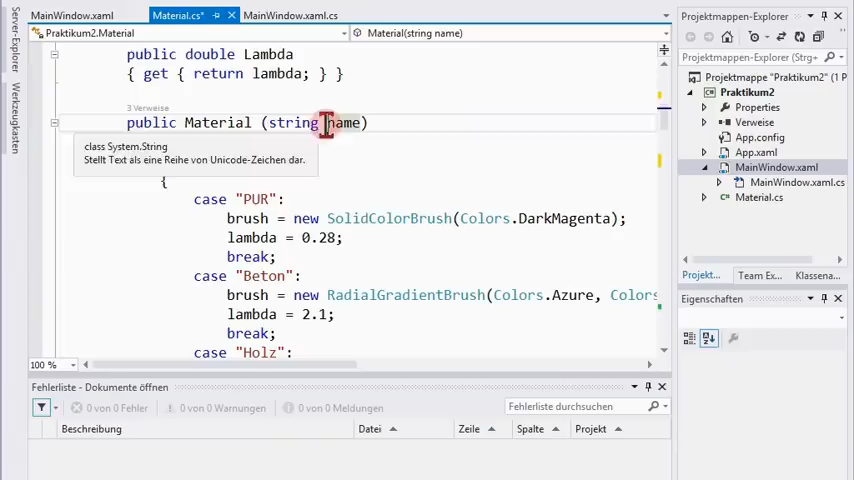 Server-Explorer
Werkzeugkasten
MainWindow.xaml
Material.cs*
MainWindow.xaml.cs
Praktikum2.Material
Material(string name)
public double Lambda
{ get { return lambda; } }
3 Verweise
public Material (string name)
class System.String
Stellt Text als eine Reihe von Unicode-Zeichen dar.
{
case "PUR":
brush = new SolidColorBrush(Colors.DarkMagenta);
lambda = 0.28;
break;
case "Beton":
brush = new RadialGradientBrush(Colors.Azure, Colors
lambda = 2.1;
break;
case "Holz":
100 %
Fehlerliste - Dokumente öffnen
0 von 0 Fehler
0 von 0 Warnungen
0 von 0 Meldungen
Fehlerliste durchsuchen
Beschreibung
Datei
Zeile
Spalte
Projekt
Projektmappen-Explorer
Projektmappen-Explorer (Strg+
Projektmappe "Praktikum2" (1
Praktikum2
Properties
Verweise
App.config
App.xaml
MainWindow.xaml
MainWindow.xaml.cs
Material.cs
Projekt...
Team Ex...
Klassena...
Eigenschaften